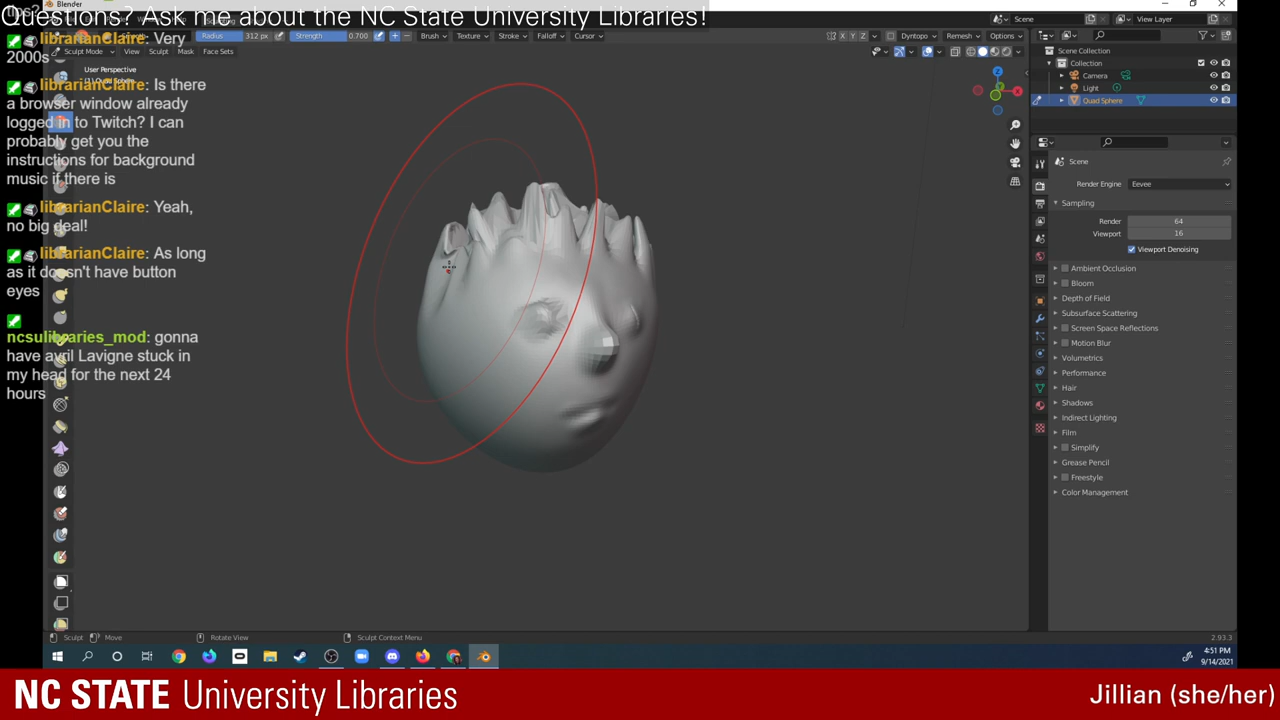 Blender
Questions? Ask me about the NC State University Libraries!
Scene
View Layer
Radius 312 px Strength 0.700 Brush Texture Stroke Falloff Cursor
X Y Z Dyntopo Remesh Options
Sculpt Mode View Sculpt Mask Face Sets
User Perspective
librarianClaire: Very
2000s
librarianClaire: Is there
a browser window already
logged in to Twitch? I can
probably get you the
instructions for background
music if there is
librarianClaire: Yeah,
no big deal!
librarianClaire: As long
as it doesn't have button
eyes
ncsulibraries_mod: gonna
have avril Lavigne stuck in
my head for the next 24
hours
Z
Scene Collection
Collection
Camera
Light
Quad Sphere
Scene
Render Engine Eevee
Sampling
Render 64
Viewport 16
Viewport Denoising
Ambient Occlusion
Bloom
Depth of Field
Subsurface Scattering
Screen Space Reflections
Motion Blur
Volumetrics
Performance
Hair
Shadows
Indirect Lighting
Film
Simplify
Grease Pencil
Freestyle
Color Management
Sculpt Move Rotate View Sculpt Context Menu 2.93.3
4:51 PM
9/14/2021
NC STATE University Libraries
Jillian (she/her)